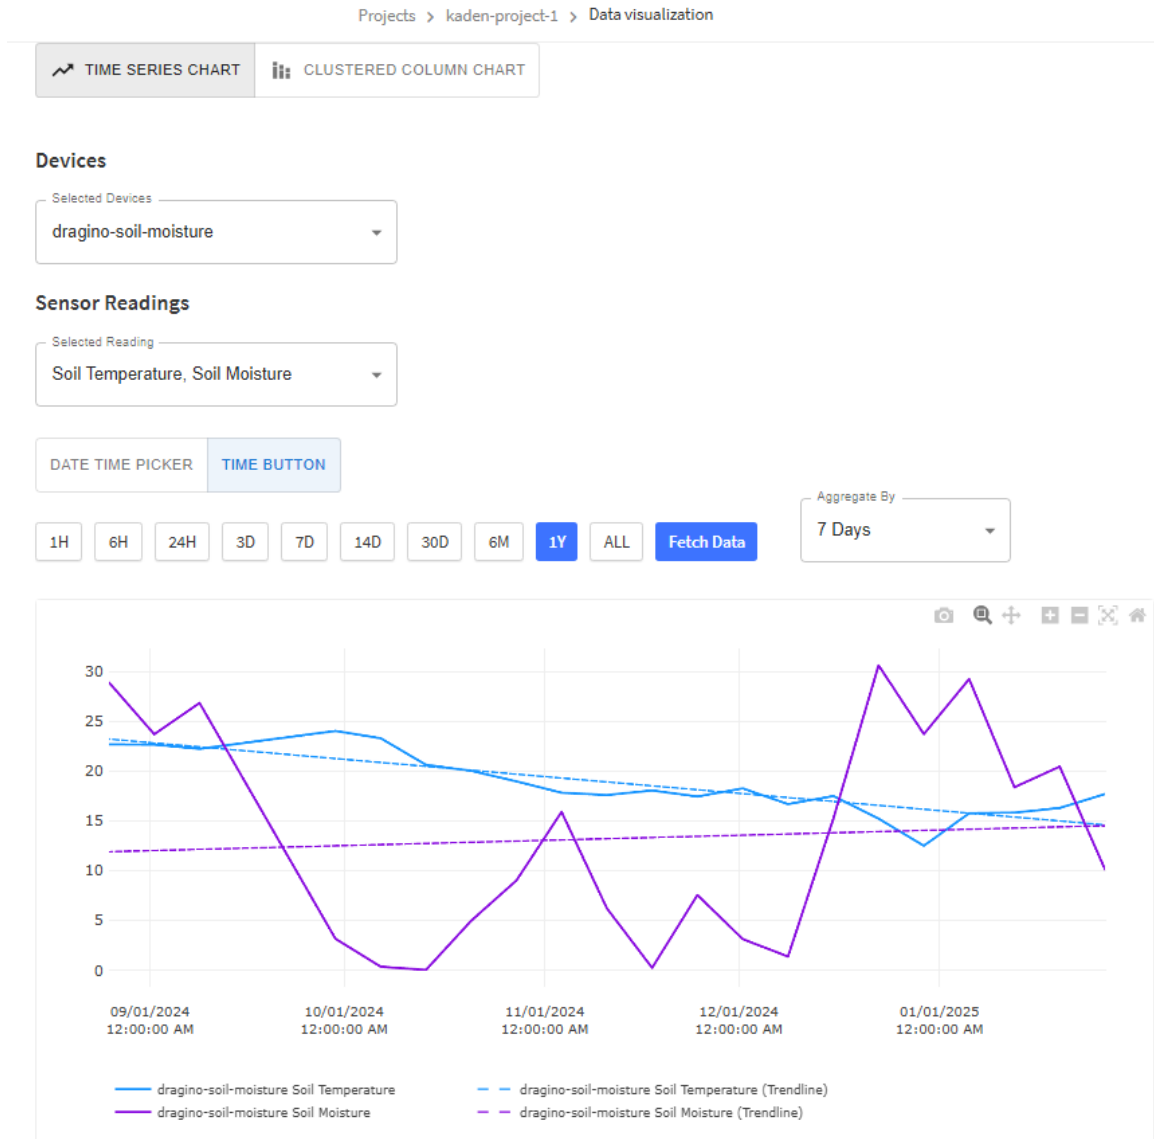 Projects > kaden-project-1 > Data visualization
TIME SERIES CHART CLUSTERED COLUMN CHART
Devices
Selected Devices
dragino-soil-moisture
Sensor Readings
Selected Reading
Soil Temperature, Soil Moisture
DATE TIME PICKER TIME BUTTON
Aggregate By
1H 6H 24H 3D 7D 14D 30D 6M 1Y ALL Fetch Data 7 Days
30
25
20
15
10
5
0
09/01/2024 10/01/2024 11/01/2024 12/01/2024 01/01/2025
12:00:00 AM 12:00:00 AM 12:00:00 AM 12:00:00 AM 12:00:00 AM
dragino-soil-moisture Soil Temperature dragino-soil-moisture Soil Temperature (Trendline)
dragino-soil-moisture Soil Moisture dragino-soil-moisture Soil Moisture (Trendline)